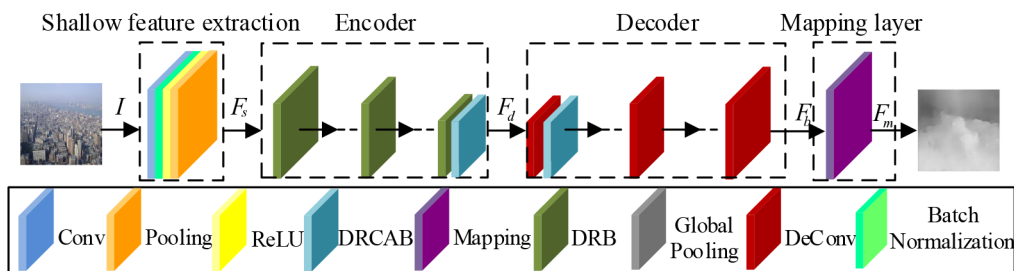 Shallow feature extraction Encoder Decoder Mapping layer
I F_s F_d F_b F_m
Conv Pooling ReLU DRCAB Mapping DRB Global Pooling DeConv Batch Normalization